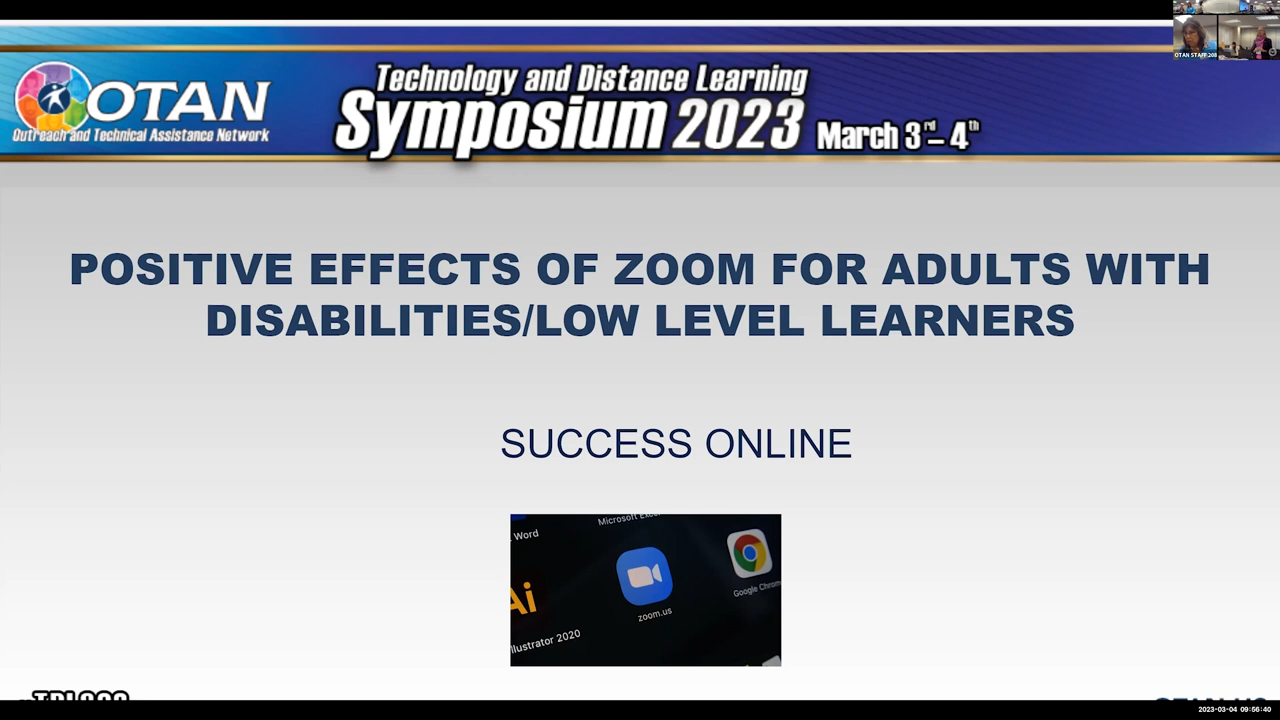 OTAN STAFF 208
OTAN
Outreach and Technical Assistance Network
Technology and Distance Learning
Symposium 2023 March 3rd – 4th
POSITIVE EFFECTS OF ZOOM FOR ADULTS WITH
DISABILITIES/LOW LEVEL LEARNERS
SUCCESS ONLINE
Microsoft
Word
zoom.us
Google Chrom
Ai
llustrator 2020
2023-03-04 09:56:40